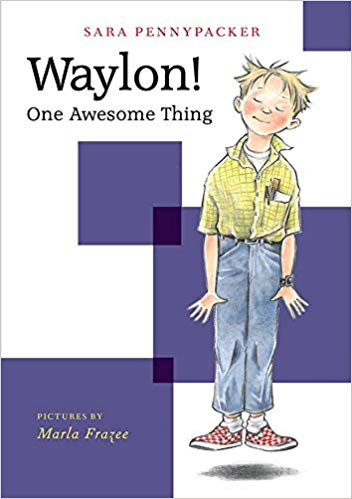 SARA PENNYPACKER
Waylon!
One Awesome Thing
PICTURES BY
Marla Frazee